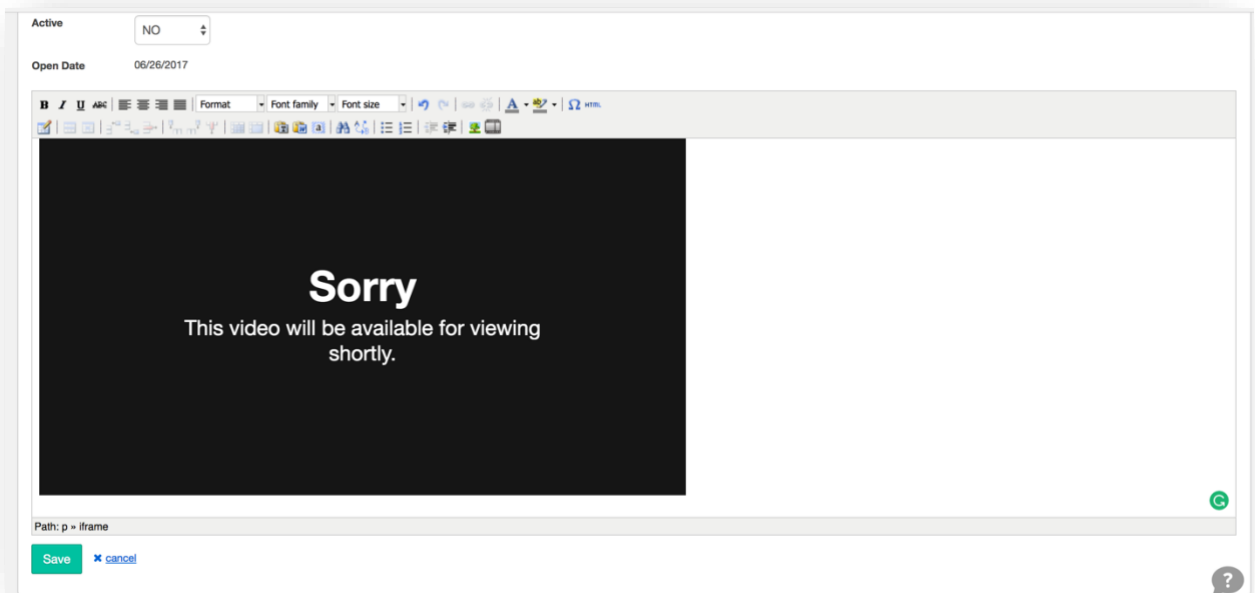 Active
NO
Open Date 06/26/2017
B I U ABC Format Font family Font size A ab Ω HTML
Sorry
This video will be available for viewing
shortly.
G
Path: p » iframe
Save × cancel
?